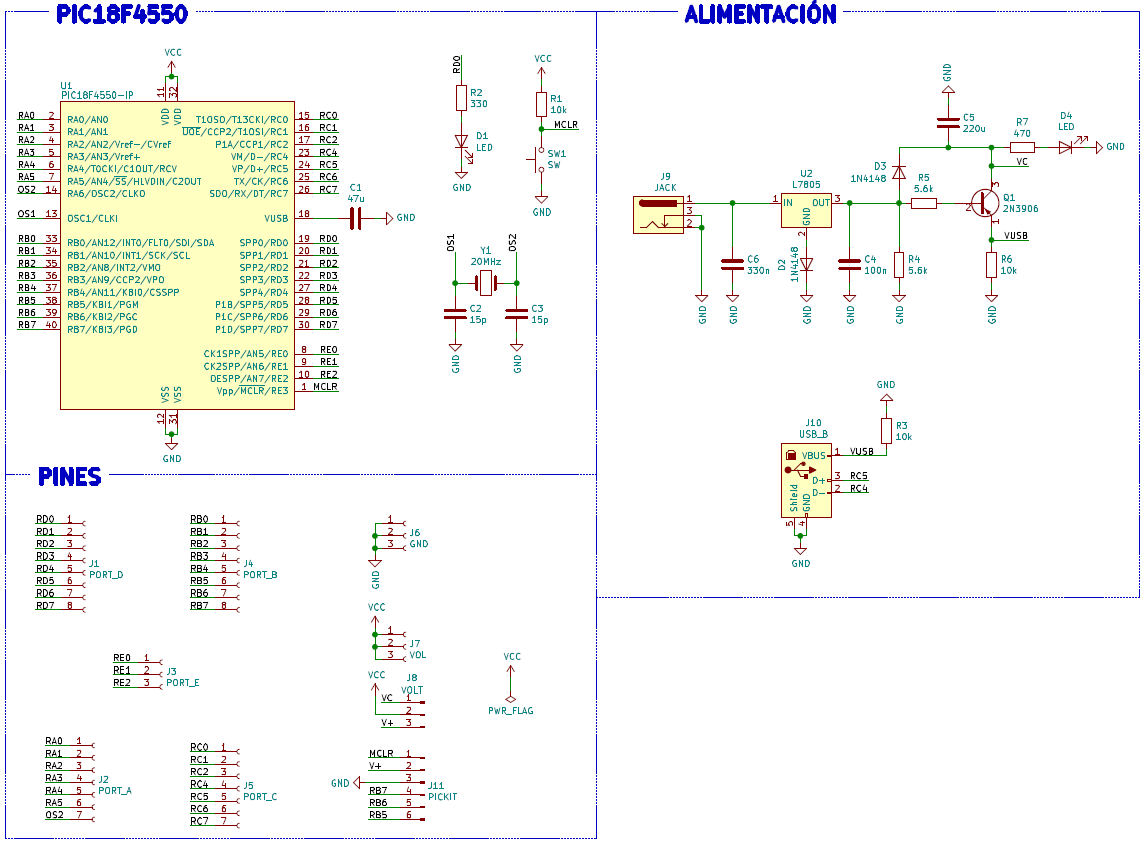 PIC18F4550
VCC
U1
PIC18F4550-IP
11
32
VDD
VDD
RA0 2 RA0/AN0
RA1 3 RA1/AN1
RA2 4 RA2/AN2/Vref-/CVref
RA3 5 RA3/AN3/Vref+
RA4 6 RA4/T0CKI/C1OUT/RCV
RA5 7 RA5/AN4/SS/HLVDIN/C2OUT
OS2 14 RA6/OSC2/CLKO
OS1 13 OSC1/CLKI
RB0 33 RB0/AN12/INT0/FLT0/SDI/SDA
RB1 34 RB1/AN10/INT1/SCK/SCL
RB2 35 RB2/AN8/INT2/VMO
RB3 36 RB3/AN9/CCP2/VPO
RB4 37 RB4/AN11/KBI0/CSSPP
RB5 38 RB5/KBI1/PGM
RB6 39 RB6/KBI2/PGC
RB7 40 RB7/KBI3/PGD
T1OSO/T13CKI/RC0 15 RC0
UOE/CCP2/T1OSI/RC1 16 RC1
P1A/CCP1/RC2 17 RC2
VM/D-/RC4 23 RC4
VP/D+/RC5 24 RC5
TX/CK/RC6 25 RC6
SDO/RX/DT/RC7 26 RC7
VUSB 18
SPP0/RD0 19 RD0
SPP1/RD1 20 RD1
SPP2/RD2 21 RD2
SPP3/RD3 22 RD3
SPP4/RD4 27 RD4
P1B/SPP5/RD5 28 RD5
P1C/SPP6/RD6 29 RD6
P1D/SPP7/RD7 30 RD7
CK1SPP/AN5/RE0 8 RE0
CK2SPP/AN6/RE1 9 RE1
OESPP/AN7/RE2 10 RE2
Vpp/MCLR/RE3 1 MCLR
VSS
VSS
12
31
GND
C1
47u
GND
RD0
R2
330
D1
LED
GND
VCC
R1
10k
MCLR
SW1
SW
GND
OS1
Y1
20MHz
OS2
C2
15p
C3
15p
GND
GND
ALIMENTACIÓN
J9
JACK
1
3
2
GND
C6
330n
GND
U2
L7805
1 IN
OUT 3
GND
2
D2
1N4148
GND
C4
100n
GND
D3
1N4148
R5
5.6k
R4
5.6k
GND
GND
C5
220u
R7
470
D4
LED
GND
VC
3
Q1
2N3906
2
1
VUSB
R6
10k
GND
GND
R3
10k
J10
USB_B
VBUS 1 VUSB
D+ 3 RC5
D- 2 RC4
Shield
GND
5
4
GND
PINES
RD0 1
RD1 2
RD2 3
RD3 4
RD4 5
RD5 6
RD6 7
RD7 8
J1
PORT_D
RB0 1
RB1 2
RB2 3
RB3 4
RB4 5
RB5 6
RB6 7
RB7 8
J4
PORT_B
1
2
3
J6
GND
GND
VCC
1
2
3
J7
VOL
RE0 1
RE1 2
RE2 3
J3
PORT_E
VCC
J8
VOLT
VC 1
2
V+ 3
VCC
PWR_FLAG
RA0 1
RA1 2
RA2 3
RA3 4
RA4 5
RA5 6
OS2 7
J2
PORT_A
RC0 1
RC1 2
RC2 3
RC4 4
RC5 5
RC6 6
RC7 7
J5
PORT_C
MCLR 1
V+ 2
GND 3
RB7 4
RB6 5
RB5 6
J11
PICKIT